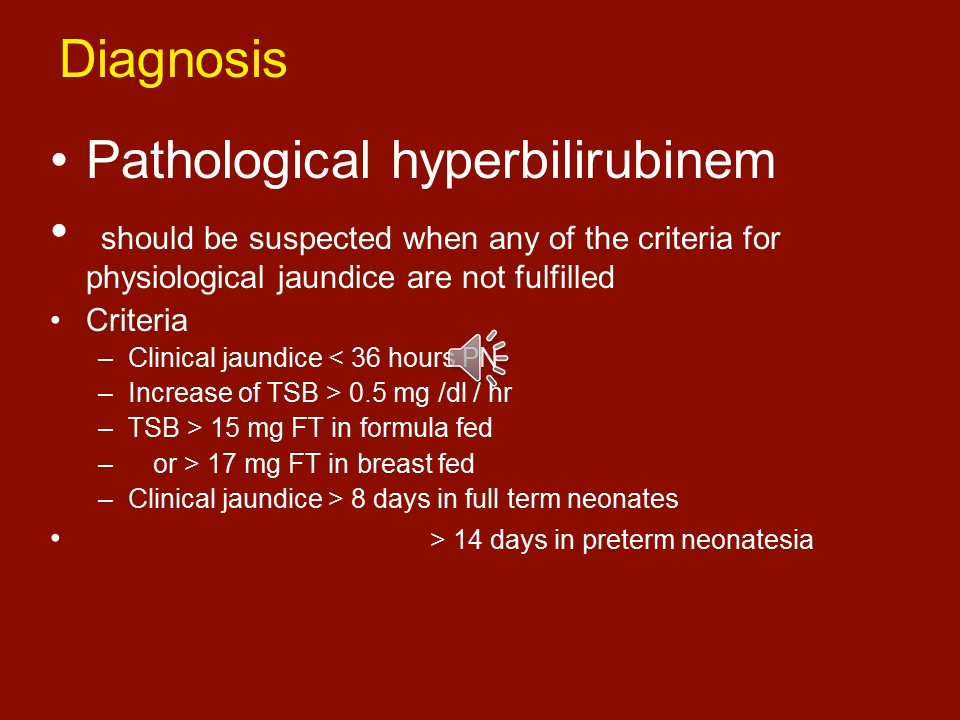 Diagnosis
• Pathological hyperbilirubinem
• should be suspected when any of the criteria for
physiological jaundice are not fulfilled
• Criteria
– Clinical jaundice < 36 hours PN
– Increase of TSB > 0.5 mg /dl / hr
– TSB > 15 mg FT in formula fed
– or > 17 mg FT in breast fed
– Clinical jaundice > 8 days in full term neonates
• > 14 days in preterm neonatesia